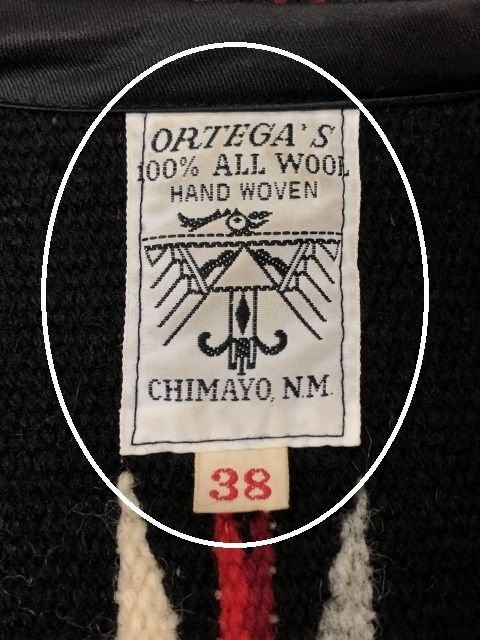 ORTEGA'S
100% ALL WOOL
HAND WOVEN
CHIMAYO, N.M.
38